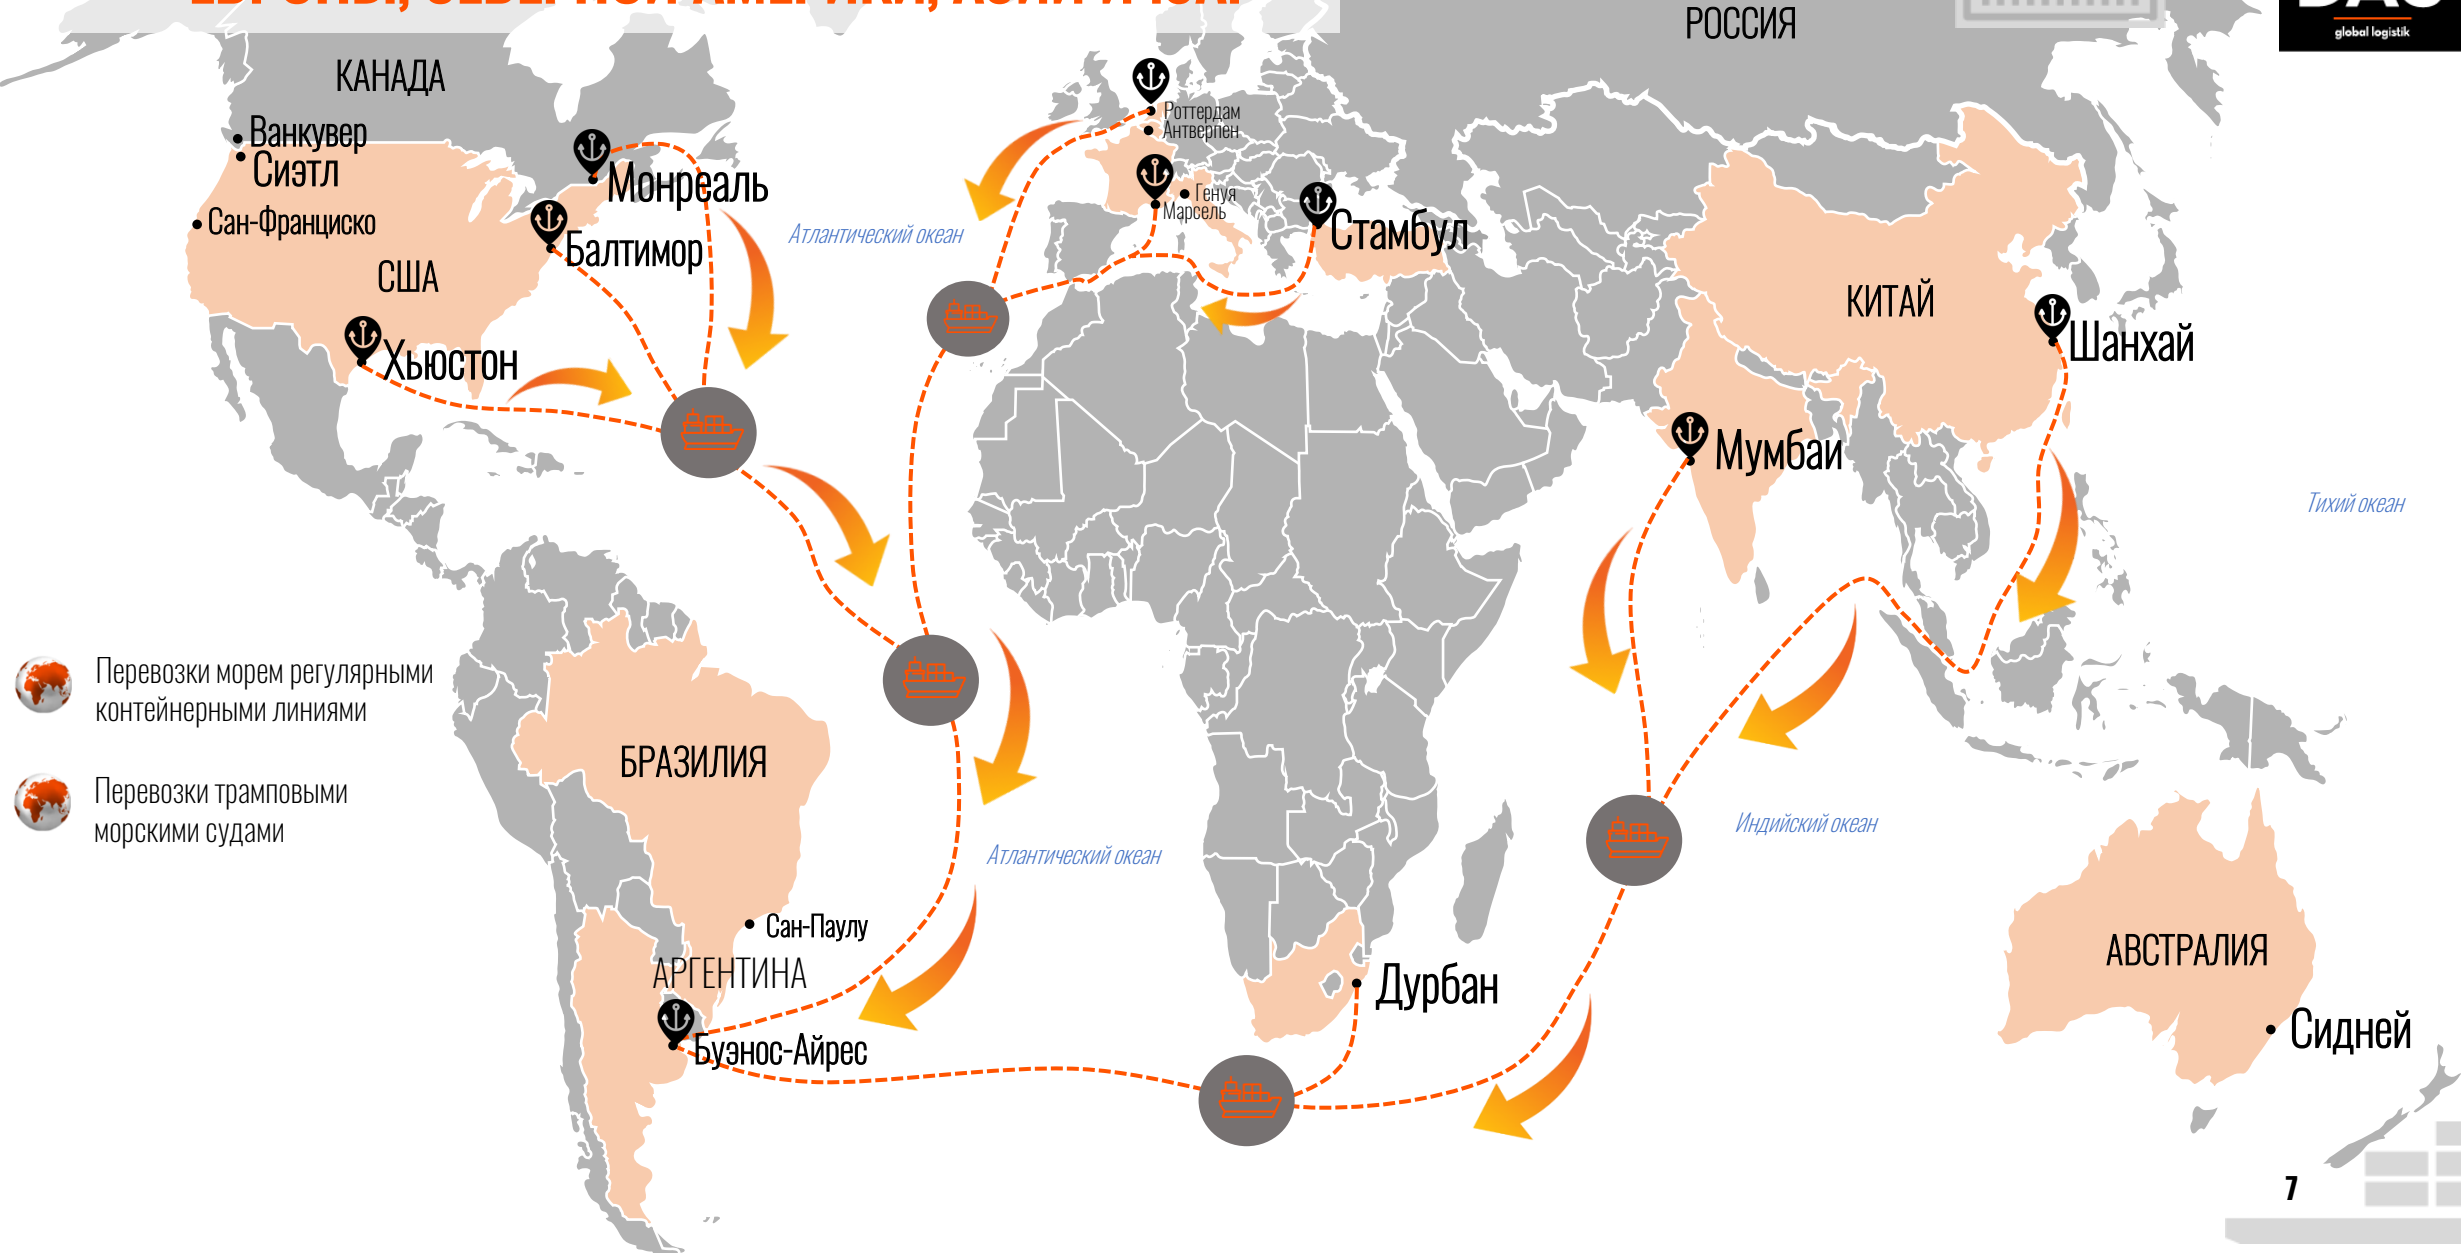 РОССИЯ
global logistik
КАНАДА
Ванкувер
Сиэтл
Сан-Франциско
США
Монреаль
Балтимор
Хьюстон
Атлантический океан
Роттердам
Антверпен
Генуя
Марсель
Стамбул
КИТАЙ
Шанхай
Мумбаи
Тихий океан
Перевозки морем регулярными
контейнерными линиями
Перевозки трамповыми
морскими судами
БРАЗИЛИЯ
Атлантический океан
Индийский океан
Сан-Паулу
АРГЕНТИНА
Буэнос-Айрес
Дурбан
АВСТРАЛИЯ
Сидней
7